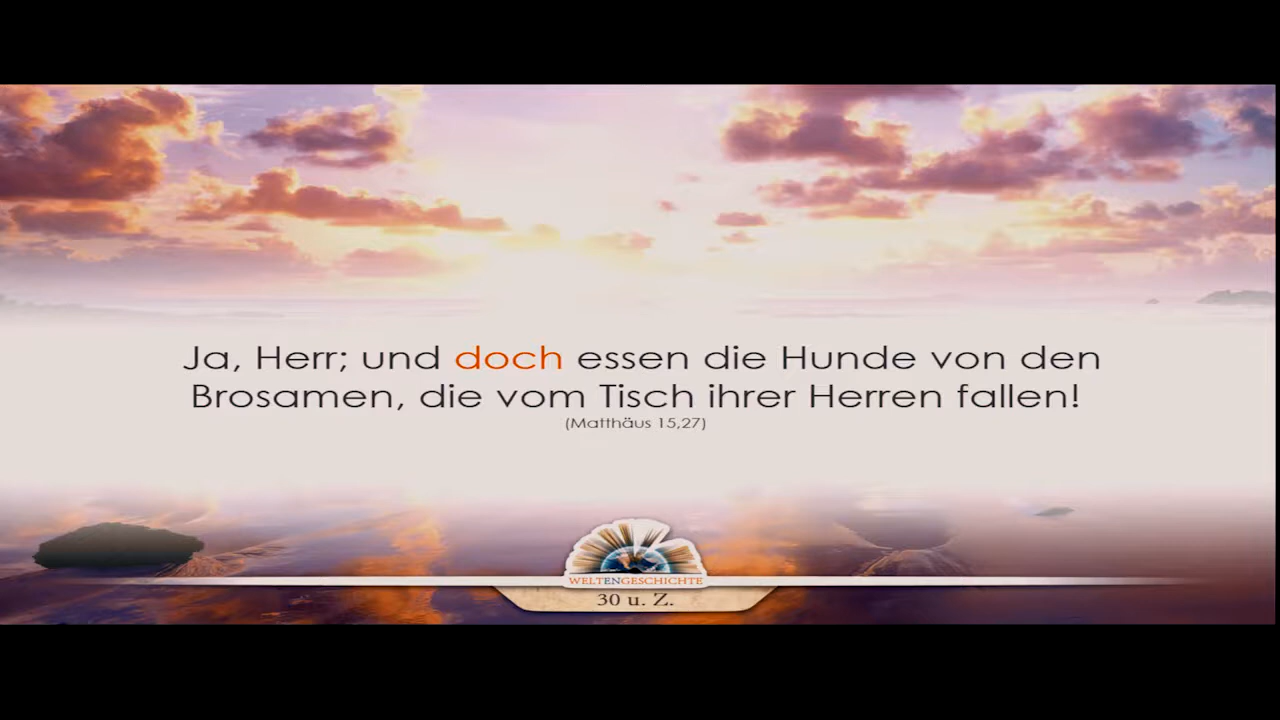 Ja, Herr; und doch essen die Hunde von den
Brosamen, die vom Tisch ihrer Herren fallen!
(Matthäus 15,27)
WELTENGESCHICHTE
30 u. Z.